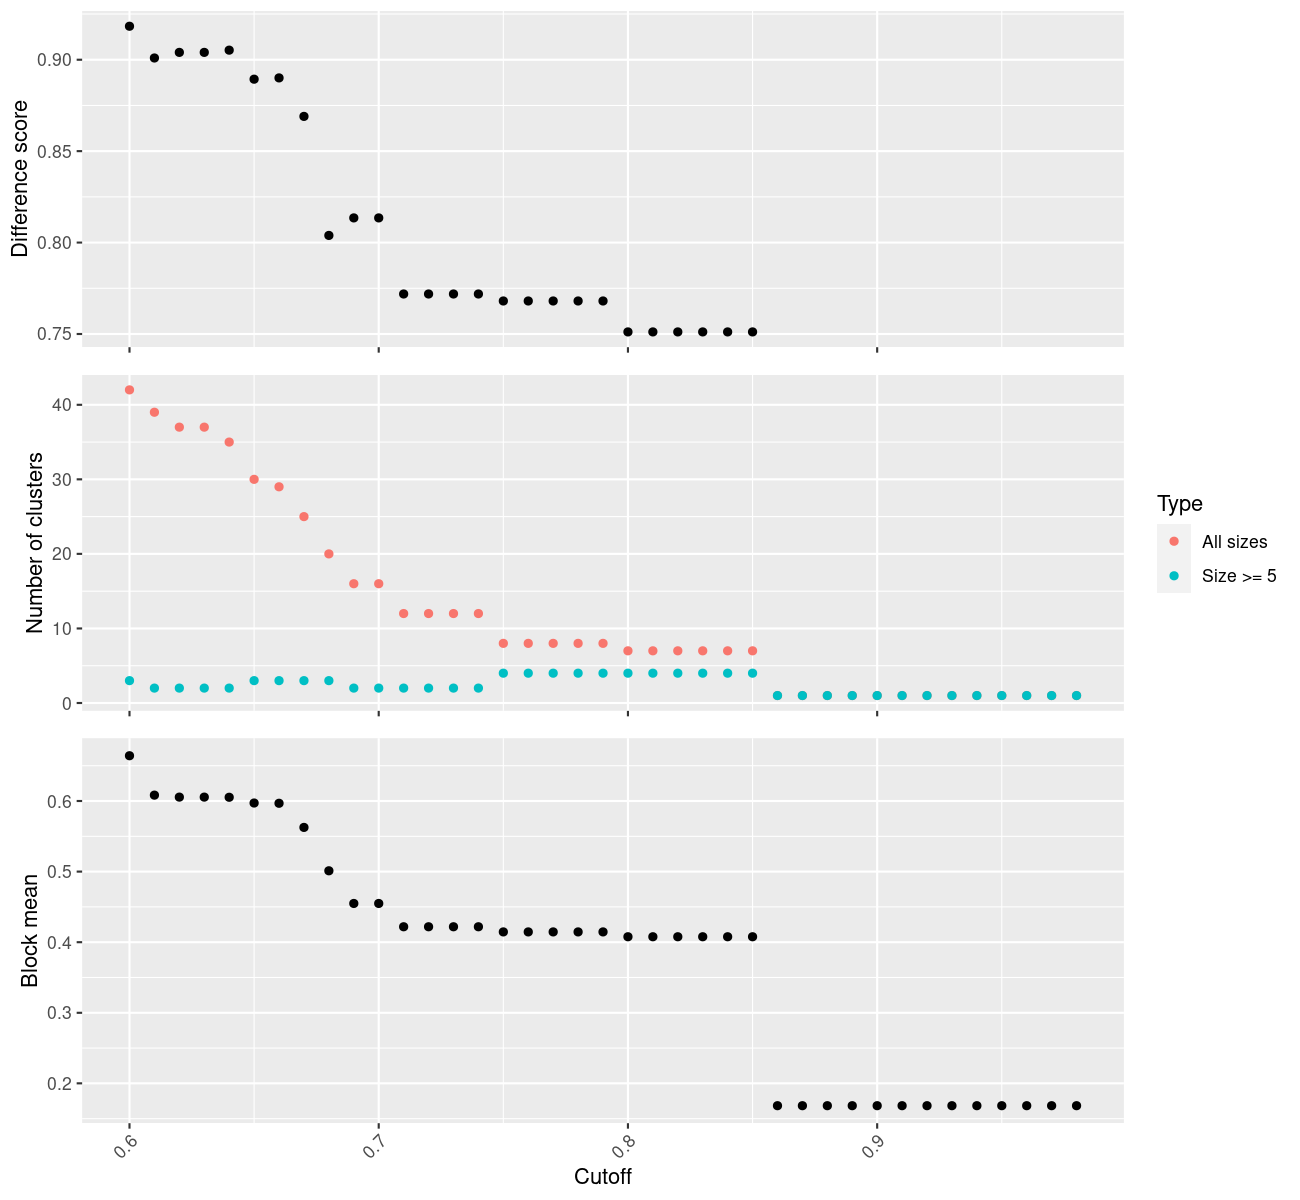 Difference score
0.90
0.85
0.80
0.75
Number of clusters
40
30
20
10
0
Type
All sizes
Size >= 5
Block mean
0.6
0.5
0.4
0.3
0.2
0.6 0.7 0.8 0.9
Cutoff